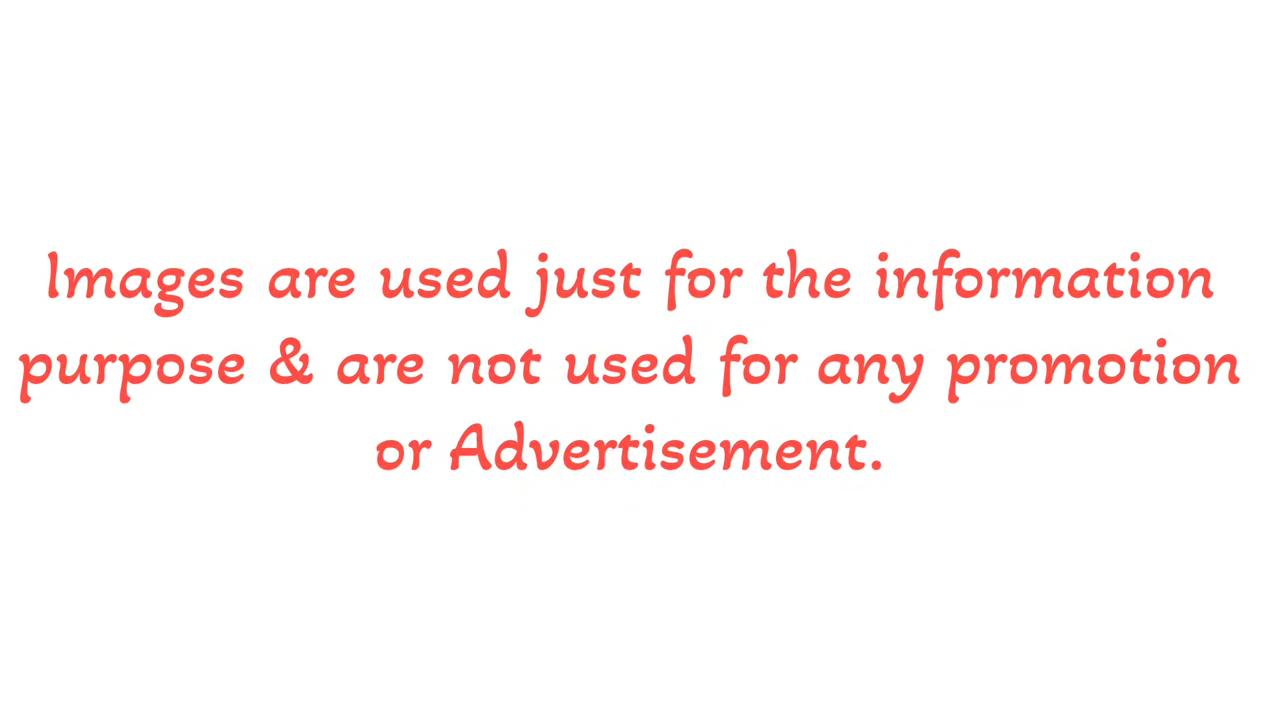 Images are used just for the information
purpose & are not used for any promotion
or Advertisement.